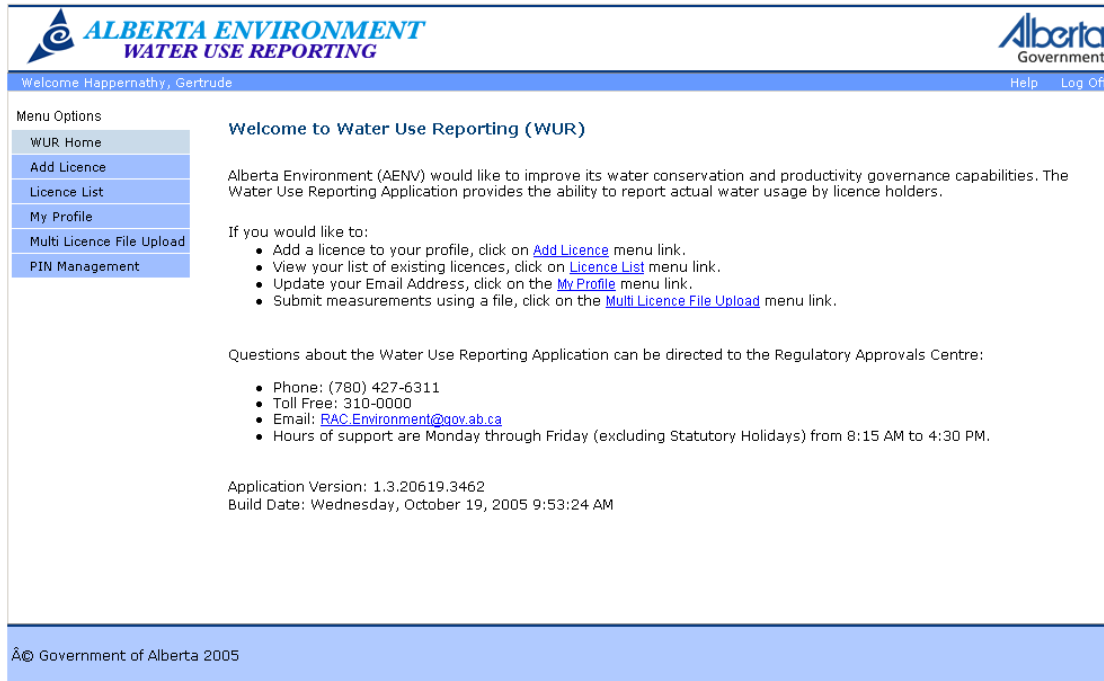 ALBERTA ENVIRONMENT
WATER USE REPORTING
Alberta
Government
Welcome Happernathy, Gertrude
Help Log Of
Menu Options
WUR Home
Add Licence
Licence List
My Profile
Multi Licence File Upload
PIN Management
Welcome to Water Use Reporting (WUR)
Alberta Environment (AENV) would like to improve its water conservation and productivity governance capabilities. The
Water Use Reporting Application provides the ability to report actual water usage by licence holders.
If you would like to:
• Add a licence to your profile, click on Add Licence menu link.
• View your list of existing licences, click on Licence List menu link.
• Update your Email Address, click on the My Profile menu link.
• Submit measurements using a file, click on the Multi Licence File Upload menu link.
Questions about the Water Use Reporting Application can be directed to the Regulatory Approvals Centre:
• Phone: (780) 427-6311
• Toll Free: 310-0000
• Email: RAC.Environment@gov.ab.ca
• Hours of support are Monday through Friday (excluding Statutory Holidays) from 8:15 AM to 4:30 PM.
Application Version: 1.3.20619.3462
Build Date: Wednesday, October 19, 2005 9:53:24 AM
Â© Government of Alberta 2005